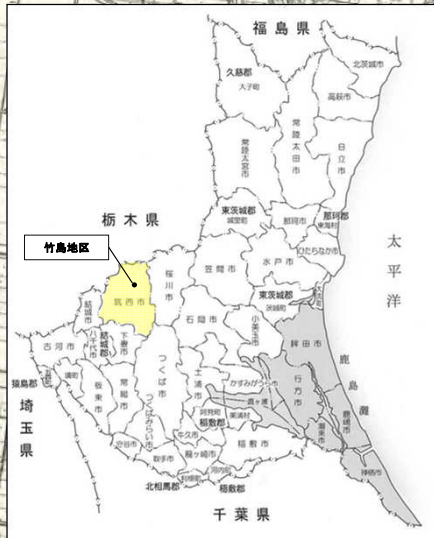 福島県
北茨城市
久慈郡
大子町
高萩市
常陸太田市
日立市
常陸大宮市
栃木県
東茨城郡
城里町
那珂市
那珂郡
東海村
ひたちなか市
太平洋
竹島地区
桜川市
笠間市
水戸市
筑西市
東茨城郡
茨城町
大洗町
結城市
石岡市
小美玉市
鉾田市
鹿島灘
古河市
八千代町
結城郡
下妻市
つくば市
土浦市
かすみがうら市
霞ヶ浦
行方市
猿島郡
五霞町
境町
坂東市
常総市
つくばみらい市
阿見町
稲敷郡
美浦村
潮来市
鹿嶋市
埼玉県
牛久市
稲敷市
守谷市
取手市
龍ヶ崎市
河内町
神栖市
北相馬郡
利根町
稲敷郡
千葉県